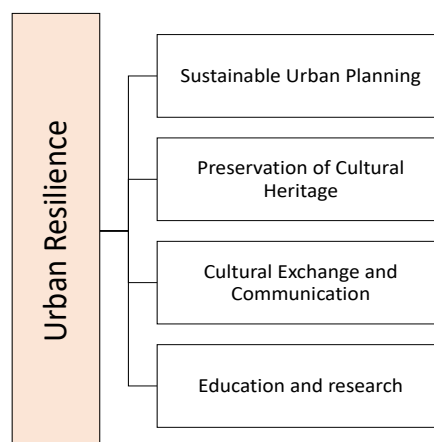 Urban Resilience
Sustainable Urban Planning
Preservation of Cultural
Heritage
Cultural Exchange and
Communication
Education and research